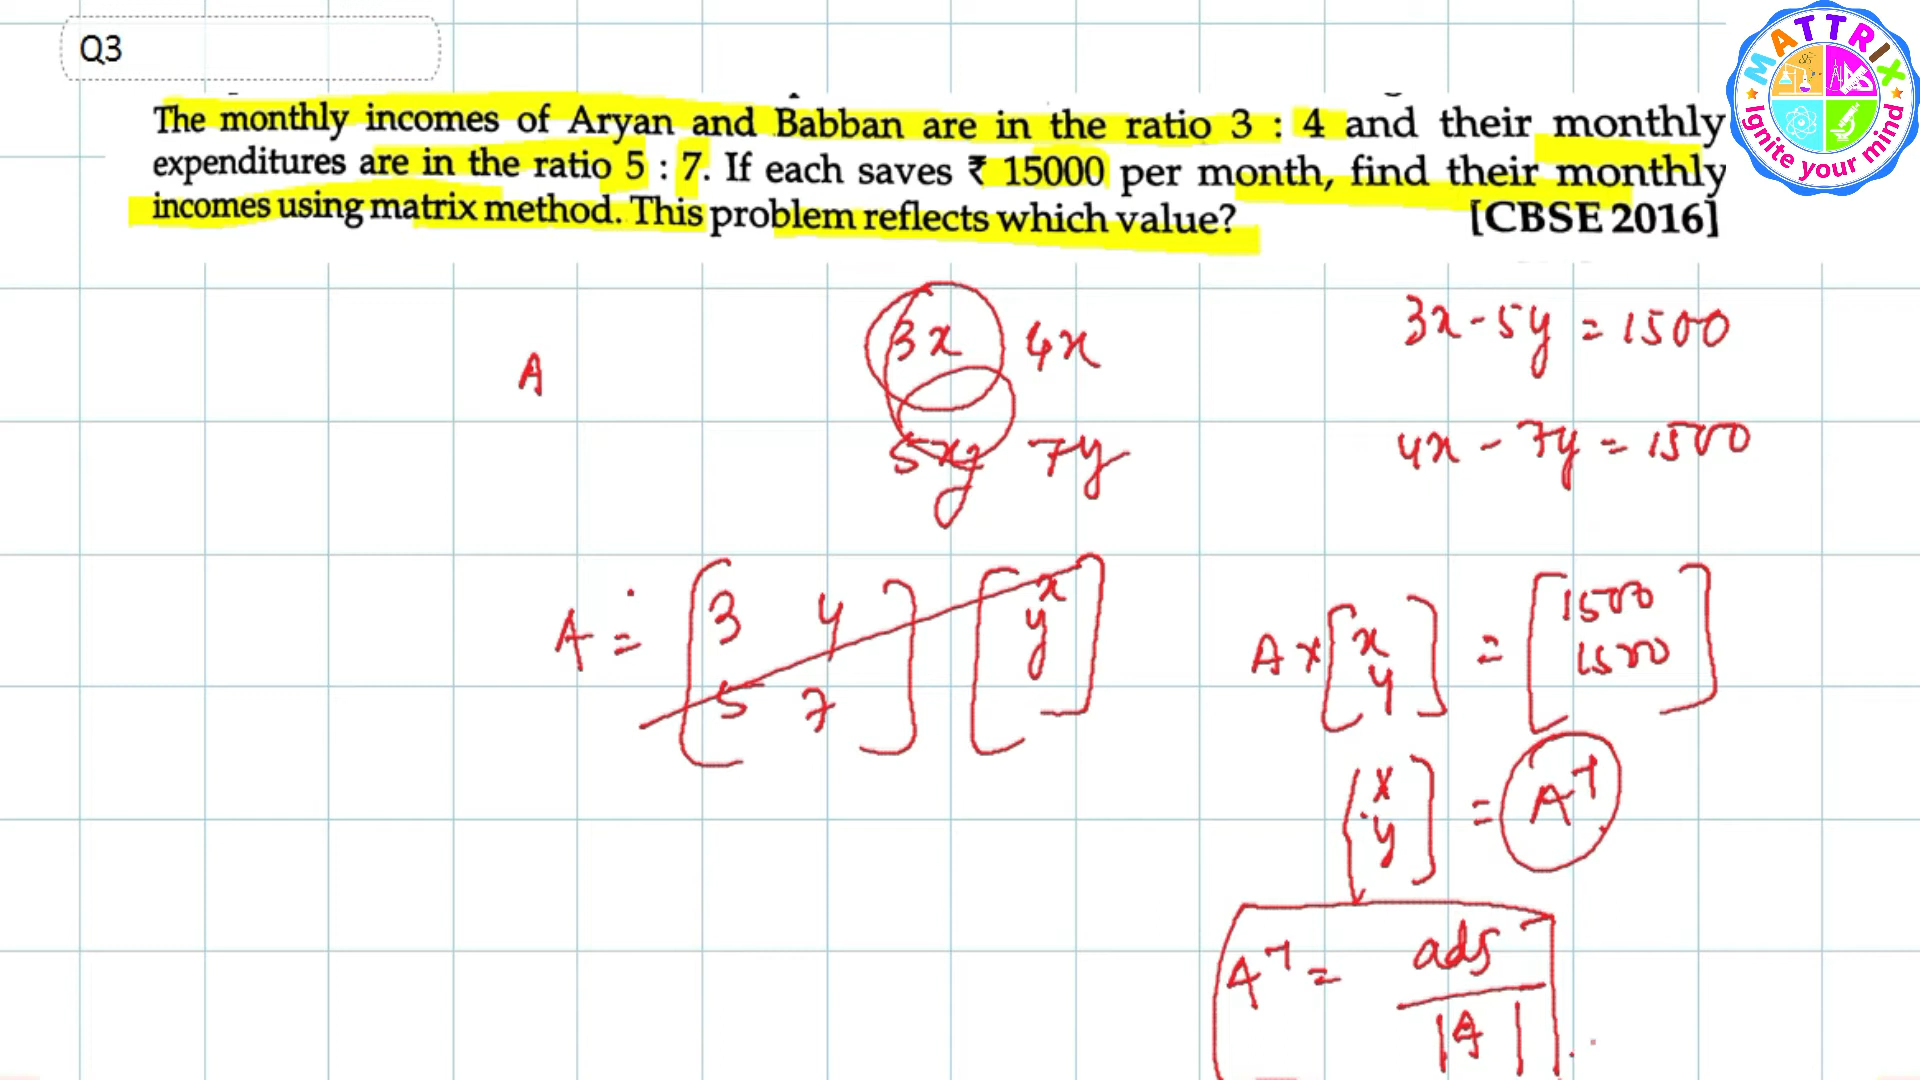 Q3
MATTRIX
Ignite your mind
The monthly incomes of Aryan and Babban are in the ratio 3 : 4 and their monthly
expenditures are in the ratio 5 : 7. If each saves ₹ 15000 per month, find their monthly
incomes using matrix method. This problem reflects which value? [CBSE 2016]
3x 4x
3x - 5y = 1500
A
5 y 7y
4x - 7y = 1500
A = [3 4
5 7] [x
y]
A × [x
y] = [1500
1500]
[x
y] = A⁻¹
A⁻¹ = adj
|A|